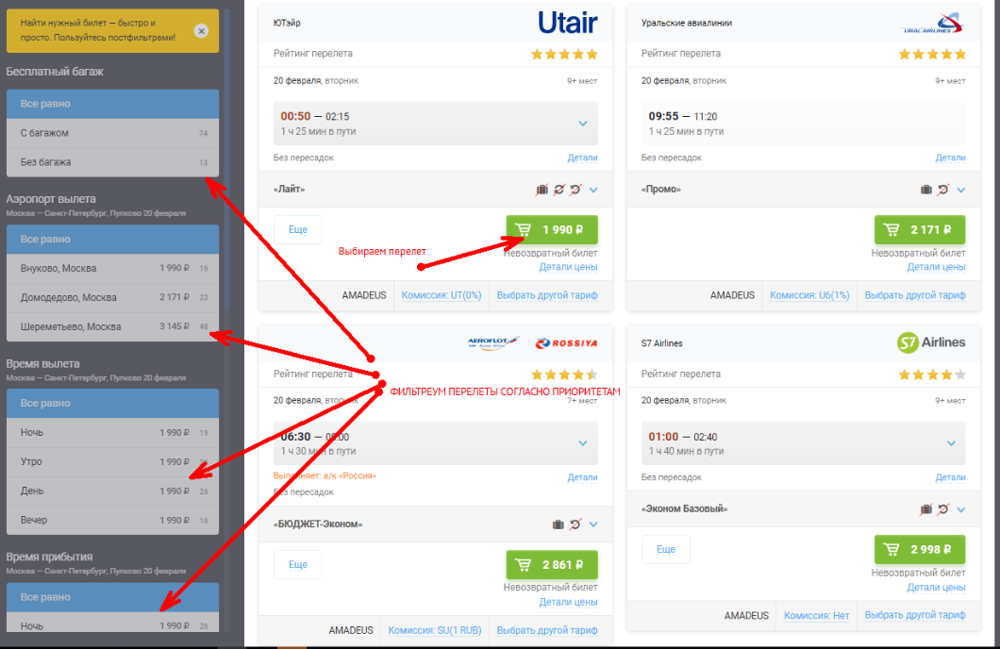 Найти нужный билет — быстро и
просто. Пользуйтесь постфильтрами!
Бесплатный багаж
Все равно
С багажом 74
Без багажа 13
Аэропорт вылета
Москва — Санкт-Петербург, Пулково 20 февраля
Все равно
Внуково, Москва 1 990 ₽ 16
Домодедово, Москва 2 171 ₽ 23
Шереметьево, Москва 3 145 ₽ 48
Время вылета
Москва — Санкт-Петербург, Пулково 20 февраля
Все равно
Ночь 1 990 ₽ 19
Утро 1 990 ₽
День 1 990 ₽ 26
Вечер 1 990 ₽ 16
Время прибытия
Москва — Санкт-Петербург, Пулково 20 февраля
Все равно
Ночь 1 990 ₽ 26
ЮТэйр Utair
Рейтинг перелета
20 февраля, вторник 9+ мест
00:50 — 02:15
1 ч 25 мин в пути
Без пересадок Детали
«Лайт»
Еще 1 990 ₽
Выбираем перелет
Невозвратный билет
Детали цены
AMADEUS Комиссия: UT(0%) Выбрать другой тариф
Уральские авиалинии URAL AIRLINES
Рейтинг перелета
20 февраля, вторник 9+ мест
09:55 — 11:20
1 ч 25 мин в пути
Без пересадок Детали
«Промо»
2 171 ₽
Невозвратный билет
Детали цены
AMADEUS Комиссия: U6(1%) Выбрать другой тариф
AEROFLOT ROSSIYA
Рейтинг перелета
ФИЛЬТРЕУМ ПЕРЕЛЕТЫ СОГЛАСНО ПРИОРИТЕТАМ
20 февраля, вторник 7+ мест
06:30 — 08:00
1 ч 30 мин в пути
Выполняет: а/к «Россия» Детали
Без пересадок
«БЮДЖЕТ-Эконом»
Еще 2 861 ₽
Невозвратный билет
Детали цены
AMADEUS Комиссия: SU(1 RUB) Выбрать другой тариф
S7 Airlines S7 Airlines
Рейтинг перелета
20 февраля, вторник 9+ мест
01:00 — 02:40
1 ч 40 мин в пути
Без пересадок Детали
«Эконом Базовый»
Еще 2 998 ₽
Невозвратный билет
Детали цены
AMADEUS Комиссия: Нет Выбрать другой тариф